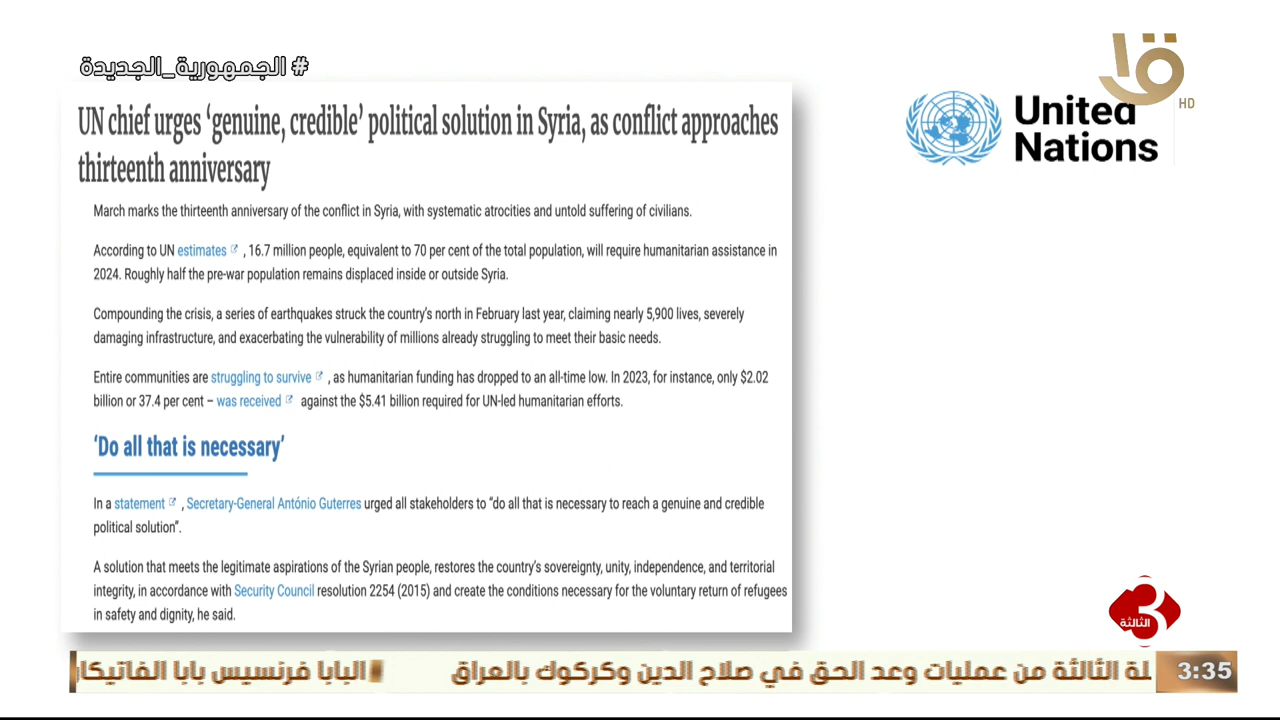 # الجمهورية_الجديدة
HD
United
Nations
UN chief urges ‘genuine, credible’ political solution in Syria, as conflict approaches
thirteenth anniversary
March marks the thirteenth anniversary of the conflict in Syria, with systematic atrocities and untold suffering of civilians.
According to UN estimates , 16.7 million people, equivalent to 70 per cent of the total population, will require humanitarian assistance in
2024. Roughly half the pre-war population remains displaced inside or outside Syria.
Compounding the crisis, a series of earthquakes struck the country’s north in February last year, claiming nearly 5,900 lives, severely
damaging infrastructure, and exacerbating the vulnerability of millions already struggling to meet their basic needs.
Entire communities are struggling to survive , as humanitarian funding has dropped to an all-time low. In 2023, for instance, only $2.02
billion or 37.4 per cent – was received against the $5.41 billion required for UN-led humanitarian efforts.
‘Do all that is necessary’
In a statement , Secretary-General António Guterres urged all stakeholders to “do all that is necessary to reach a genuine and credible
political solution”.
A solution that meets the legitimate aspirations of the Syrian people, restores the country’s sovereignty, unity, independence, and territorial
integrity, in accordance with Security Council resolution 2254 (2015) and create the conditions necessary for the voluntary return of refugees
in safety and dignity, he said.
3
الثالثة
لة الثالثة من عمليات وعد الحق في صلاح الدين وكركوك بالعراق البابا فرنسيس بابا الفاتيكا
3:35